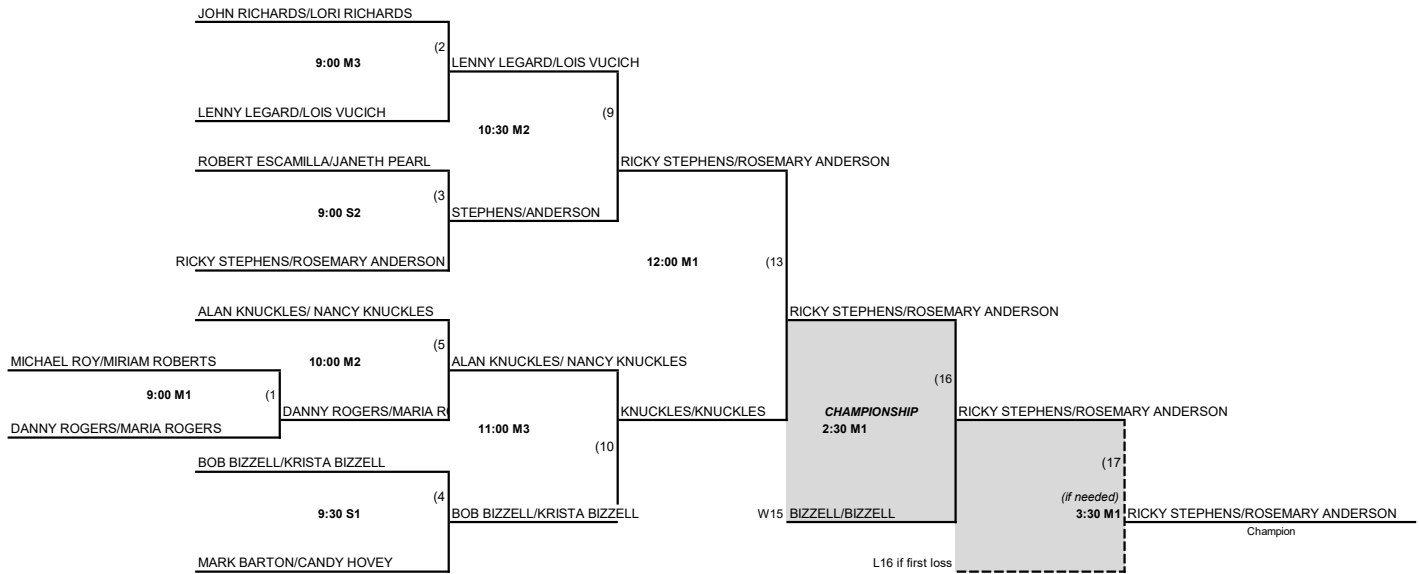 JOHN RICHARDS/LORI RICHARDS
(2
9:00 M3
LENNY LEGARD/LOIS VUCICH
LENNY LEGARD/LOIS VUCICH
(9
10:30 M2
ROBERT ESCAMILLA/JANETH PEARL
RICKY STEPHENS/ROSEMARY ANDERSON
(3
9:00 S2
STEPHENS/ANDERSON
RICKY STEPHENS/ROSEMARY ANDERSON
12:00 M1
(13
ALAN KNUCKLES/ NANCY KNUCKLES
RICKY STEPHENS/ROSEMARY ANDERSON
(5
MICHAEL ROY/MIRIAM ROBERTS
10:00 M2
ALAN KNUCKLES/ NANCY KNUCKLES
(16
9:00 M1
(1
DANNY ROGERS/MARIA R
KNUCKLES/KNUCKLES
CHAMPIONSHIP
RICKY STEPHENS/ROSEMARY ANDERSON
DANNY ROGERS/MARIA ROGERS
11:00 M3
2:30 M1
(10
BOB BIZZELL/KRISTA BIZZELL
(17
(4
(if needed)
9:30 S1
BOB BIZZELL/KRISTA BIZZELL
W15 BIZZELL/BIZZELL
3:30 M1
RICKY STEPHENS/ROSEMARY ANDERSON
Champion
MARK BARTON/CANDY HOVEY
L16 if first loss